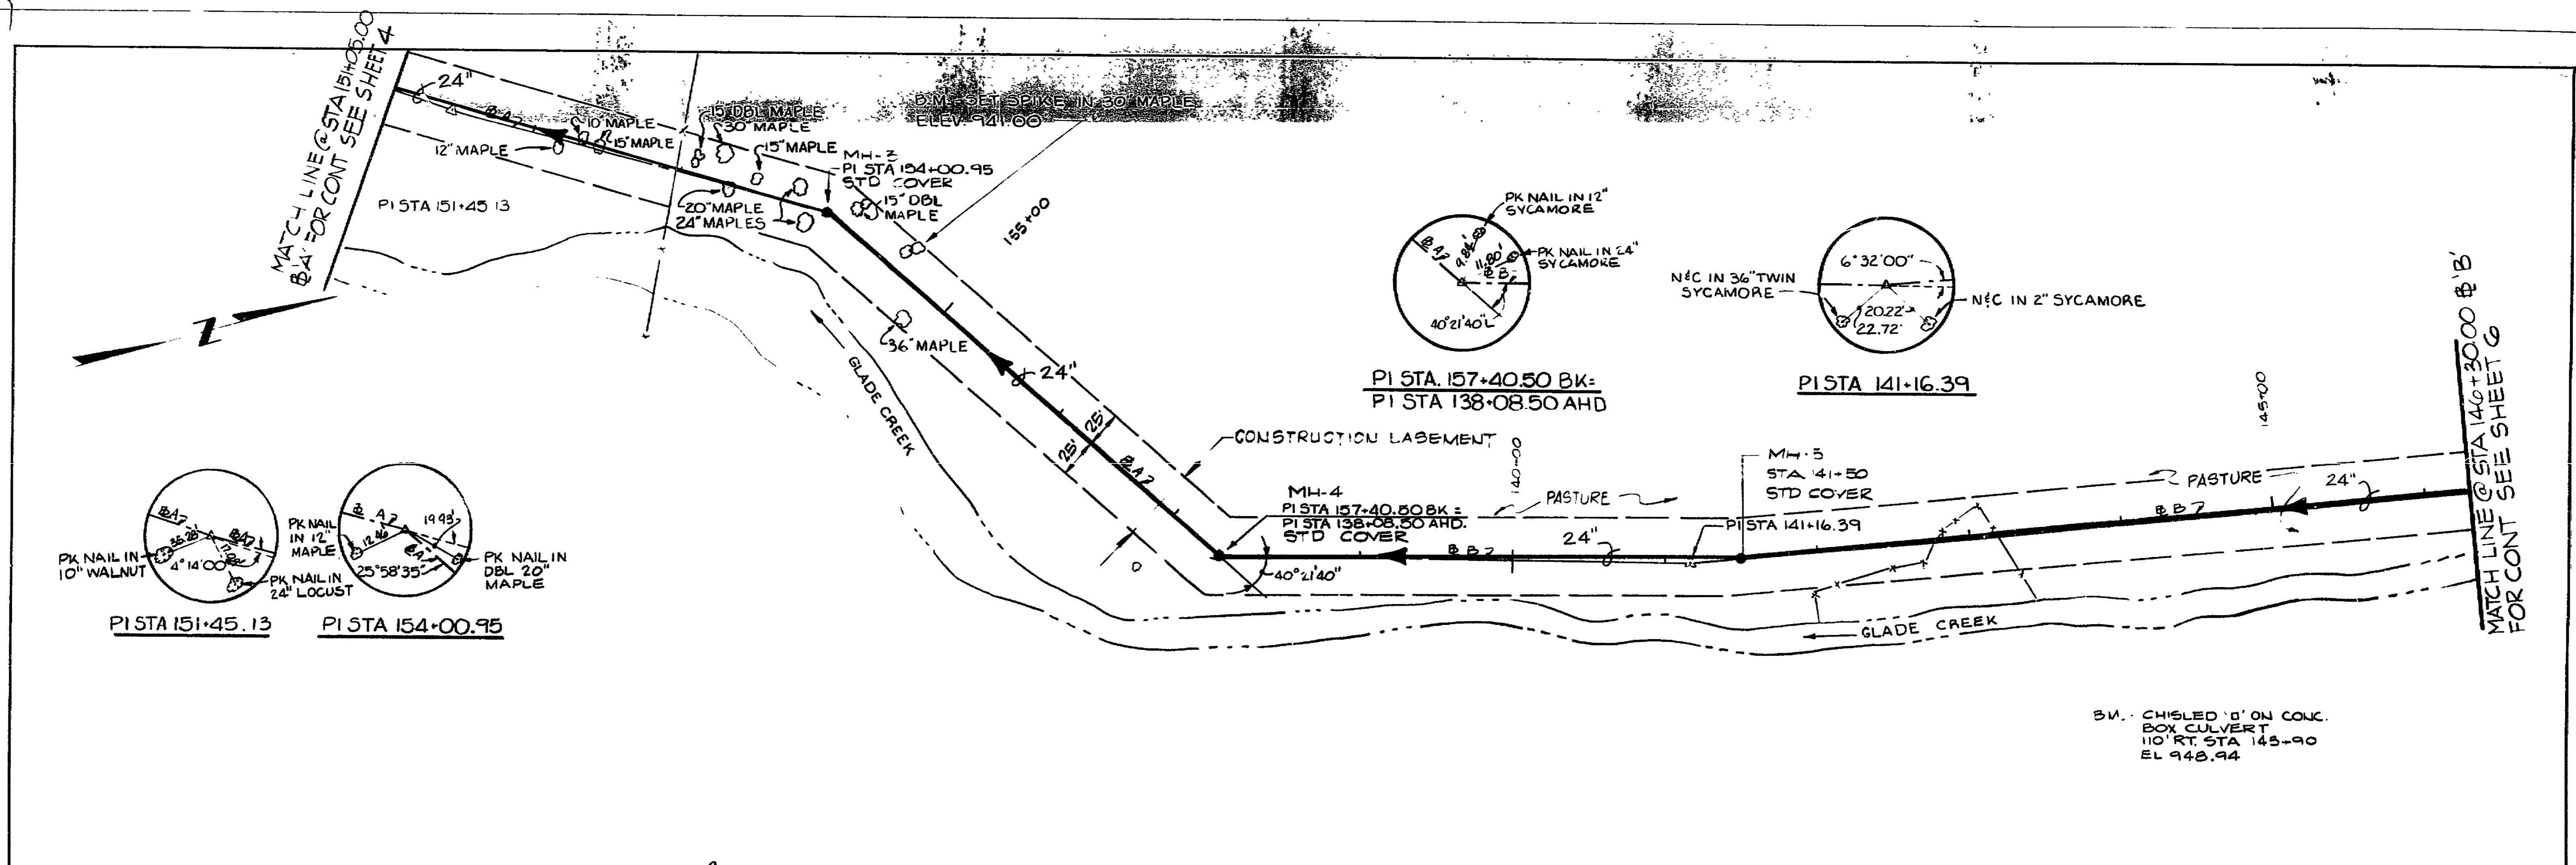 MATCH LINE @ STA 151+05.00
℄ 'A' FOR CONT SEE SHEET 4
24"
10" MAPLE
15" MAPLE
12" MAPLE
15" DBL MAPLE
30" MAPLE
15" MAPLE
20" MAPLE
24" MAPLES
B.M. SET SPIKE IN 30" MAPLE
ELEV. 941.00
MH-3
PI STA 154+00.95
STD COVER
15" DBL
MAPLE
155+00
PI STA 151+45.13
Z
36" MAPLE
GLADE CREEK
24"
25'
25'
CONSTRUCTION EASEMENT
PK NAIL IN 12"
SYCAMORE
PK NAIL IN 24"
SYCAMORE
9.84'
11.80'
40°21'40"L
PI STA. 157+40.50 BK=
PI STA 138+08.50 AHD
6°32'00"
N&C IN 36" TWIN
SYCAMORE
N&C IN 2" SYCAMORE
20.22'
22.72'
PI STA 141+16.39
PK NAIL IN
10" WALNUT
4°14'00"
PK NAIL IN
24" LOCUST
PI STA 151+45.13
PK NAIL
IN 12"
MAPLE
12.46'
19.93'
25°58'35"
PK NAIL IN
DBL 20"
MAPLE
PI STA 154+00.95
MH-4
PI STA 157+40.50 BK =
PI STA 138+08.50 AHD.
STD COVER
40°21'40"
140+00
PASTURE
24"
MH-5
STA 141+50
STD COVER
PI STA 141+16.39
145+00
PASTURE
24"
GLADE CREEK
MATCH LINE @ STA 146+30.00 ℄ 'B'
FOR CONT SEE SHEET 6
B.M. - CHISLED '□' ON CONC.
BOX CULVERT
110' RT. STA 145+90
EL 948.94